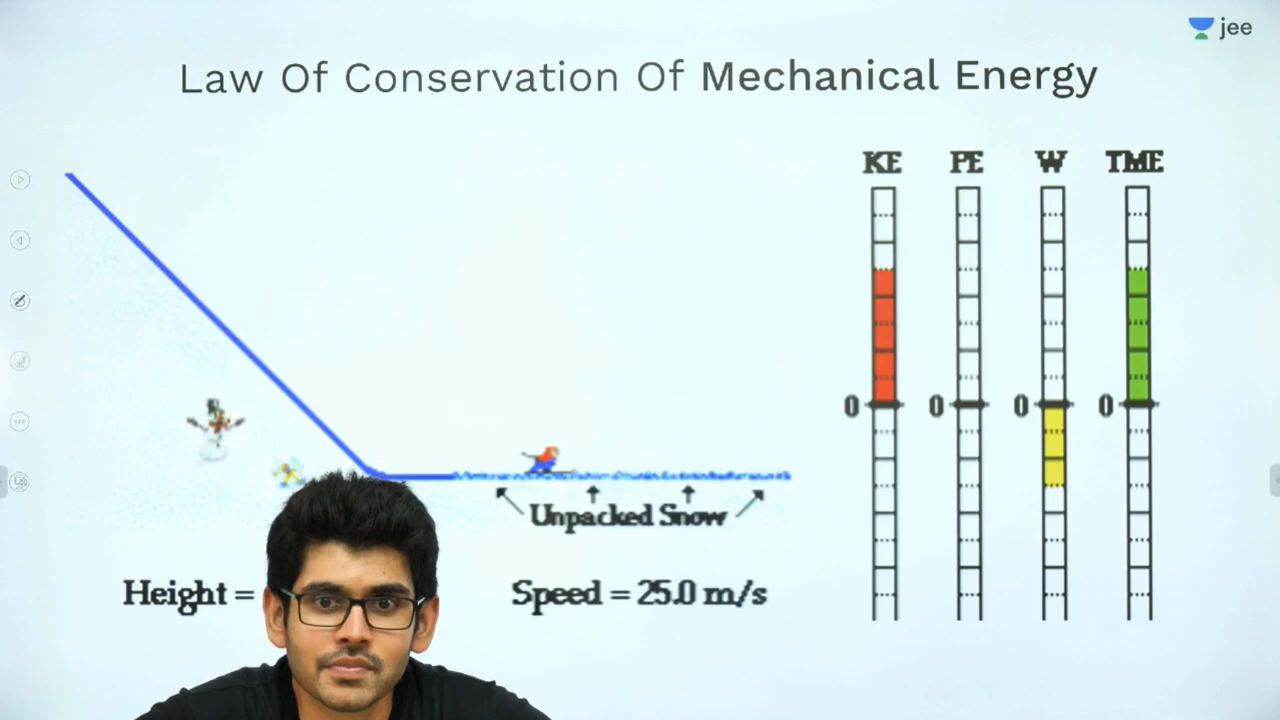 jee
Law Of Conservation Of Mechanical Energy
KE PE W TME
0 0 0 0
Unpacked Snow
Height =
Speed = 25.0 m/s